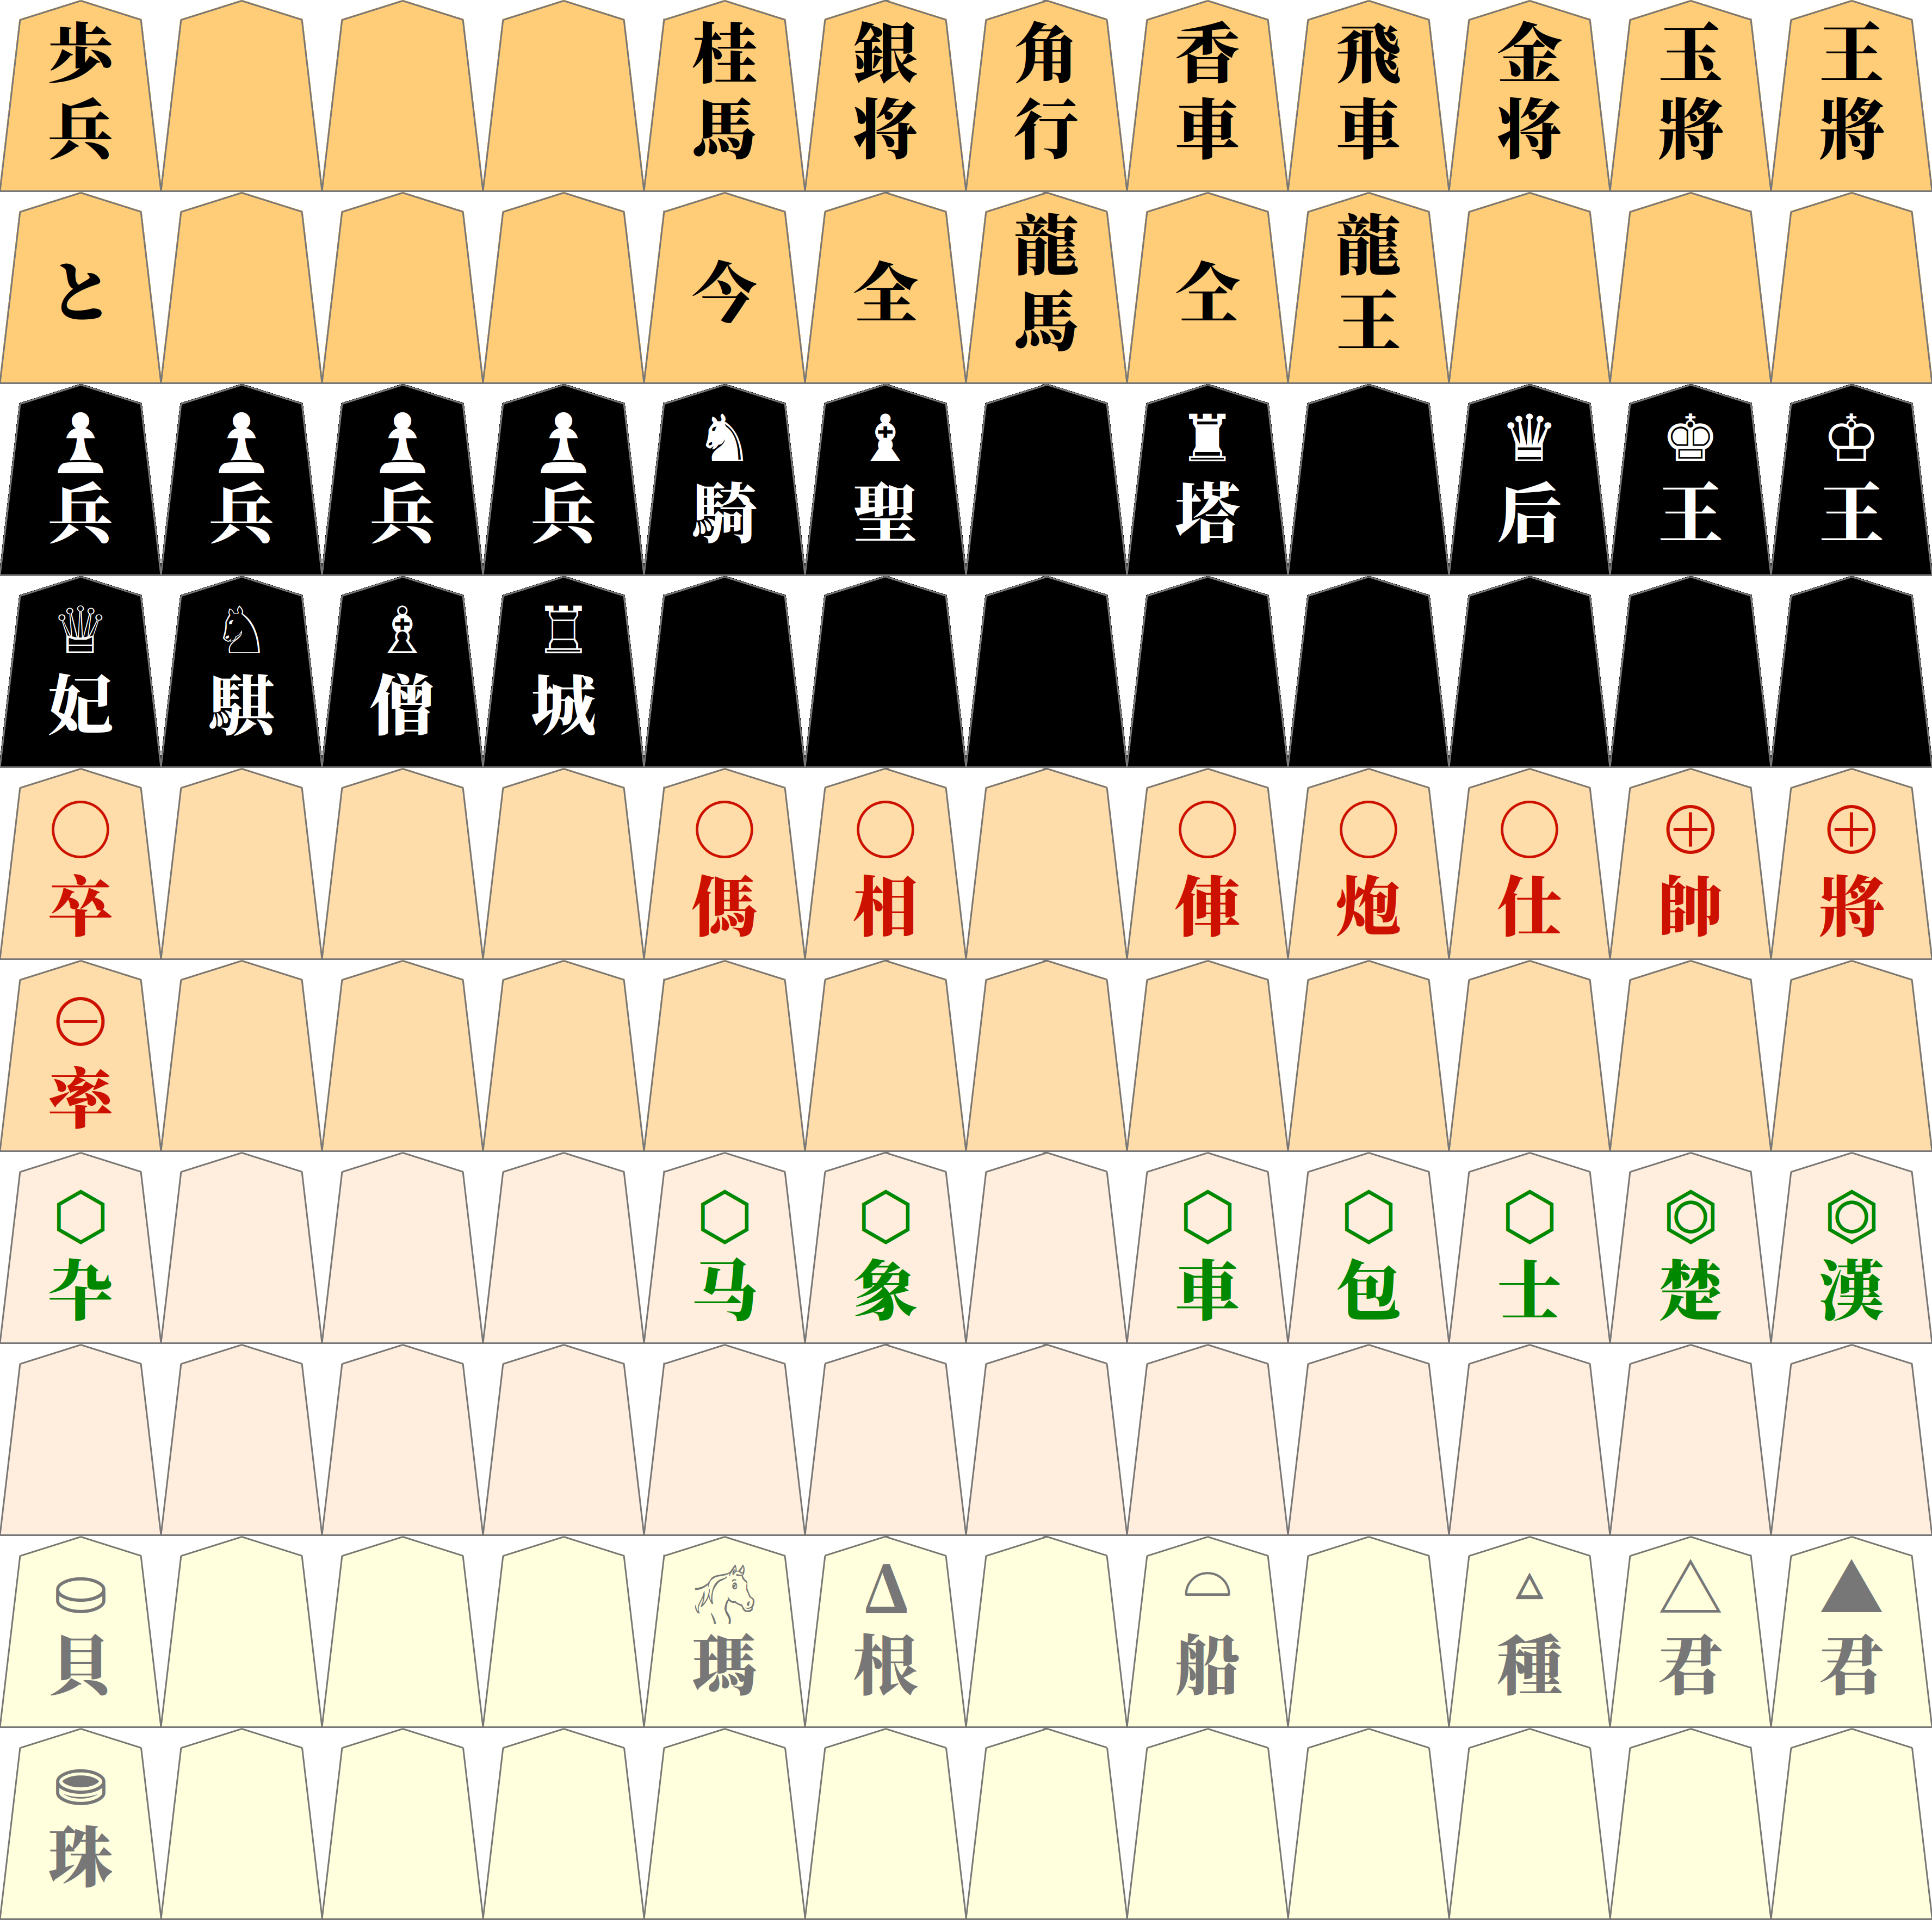 歩兵 桂馬 銀将 角行 香車 飛車 金将 玉將 王將
と 今 全 龍馬 仝 龍王
♟兵 ♟兵 ♟兵 ♟兵 ♞騎 ♝聖 ♜塔 ♛后 ♚王 ♔王
♕妃 ♘騏 ♗僧 ♖城
○卒 ○傌 ○相 ○俥 ○炮 ○仕 ⊕帥 ⊕將
⊖率
⬡卆 ⬡马 ⬡象 ⬡車 ⬡包 ⬡士 ⏣楚 ⏣漢
⛀貝 瑪 Δ根 ⌓船 ▵種 △君 ▲君
⛂珠